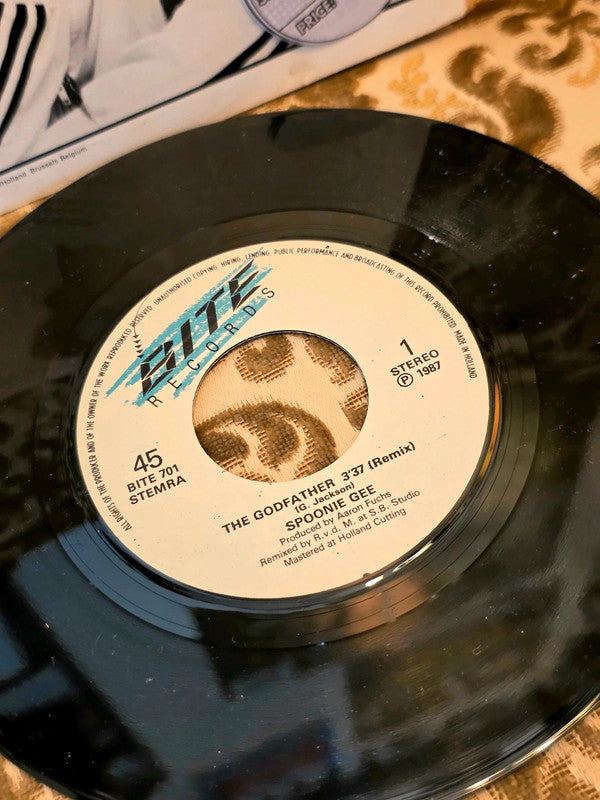 PRICE!
Holland, Brussels Belgium
ALL RIGHTS OF THE PRODUCER AND OF THE OWNER OF THE WORK REPRODUCED RESERVED. UNAUTHORISED COPYING, HIRING, LENDING, PUBLIC PERFORMANCE AND BROADCASTING OF THIS RECORD PROHIBITED. MADE IN HOLLAND
BITE
RECORDS
1
STEREO
Ⓟ 1987
45
BITE 701
STEMRA
THE GODFATHER 3'37 (Remix)
(G. Jackson)
SPOONIE GEE
Produced by Aaron Fuchs
Remixed by R.v.d. M. at S.B. Studio
Mastered at Holland Cutting